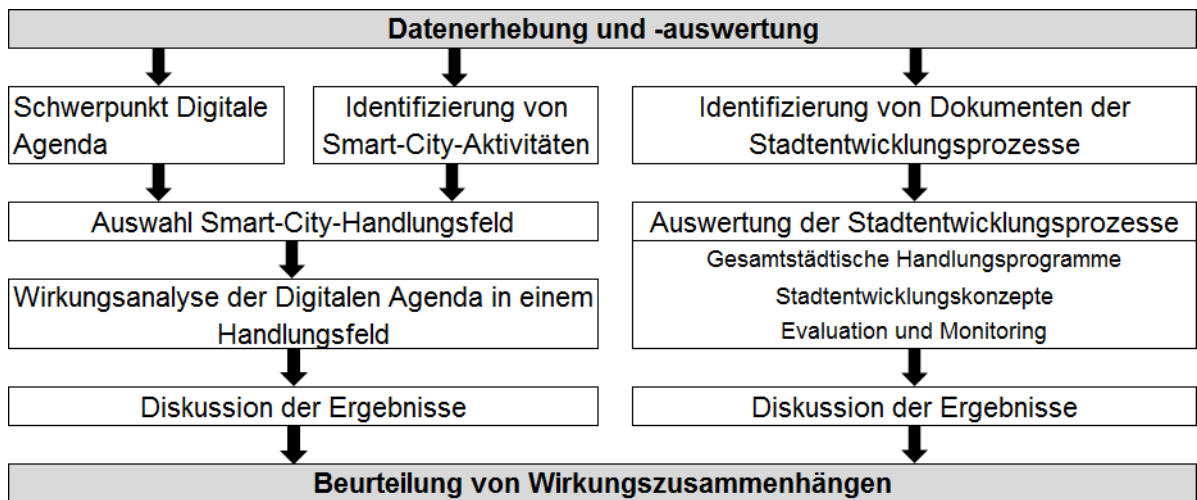 Datenerhebung und -auswertung
Schwerpunkt Digitale
Agenda
Identifizierung von
Smart-City-Aktivitäten
Identifizierung von Dokumenten der
Stadtentwicklungsprozesse
Auswahl Smart-City-Handlungsfeld
Wirkungsanalyse der Digitalen Agenda in einem
Handlungsfeld
Diskussion der Ergebnisse
Auswertung der Stadtentwicklungsprozesse
Gesamtstädtische Handlungsprogramme
Stadtentwicklungskonzepte
Evaluation und Monitoring
Diskussion der Ergebnisse
Beurteilung von Wirkungszusammenhängen